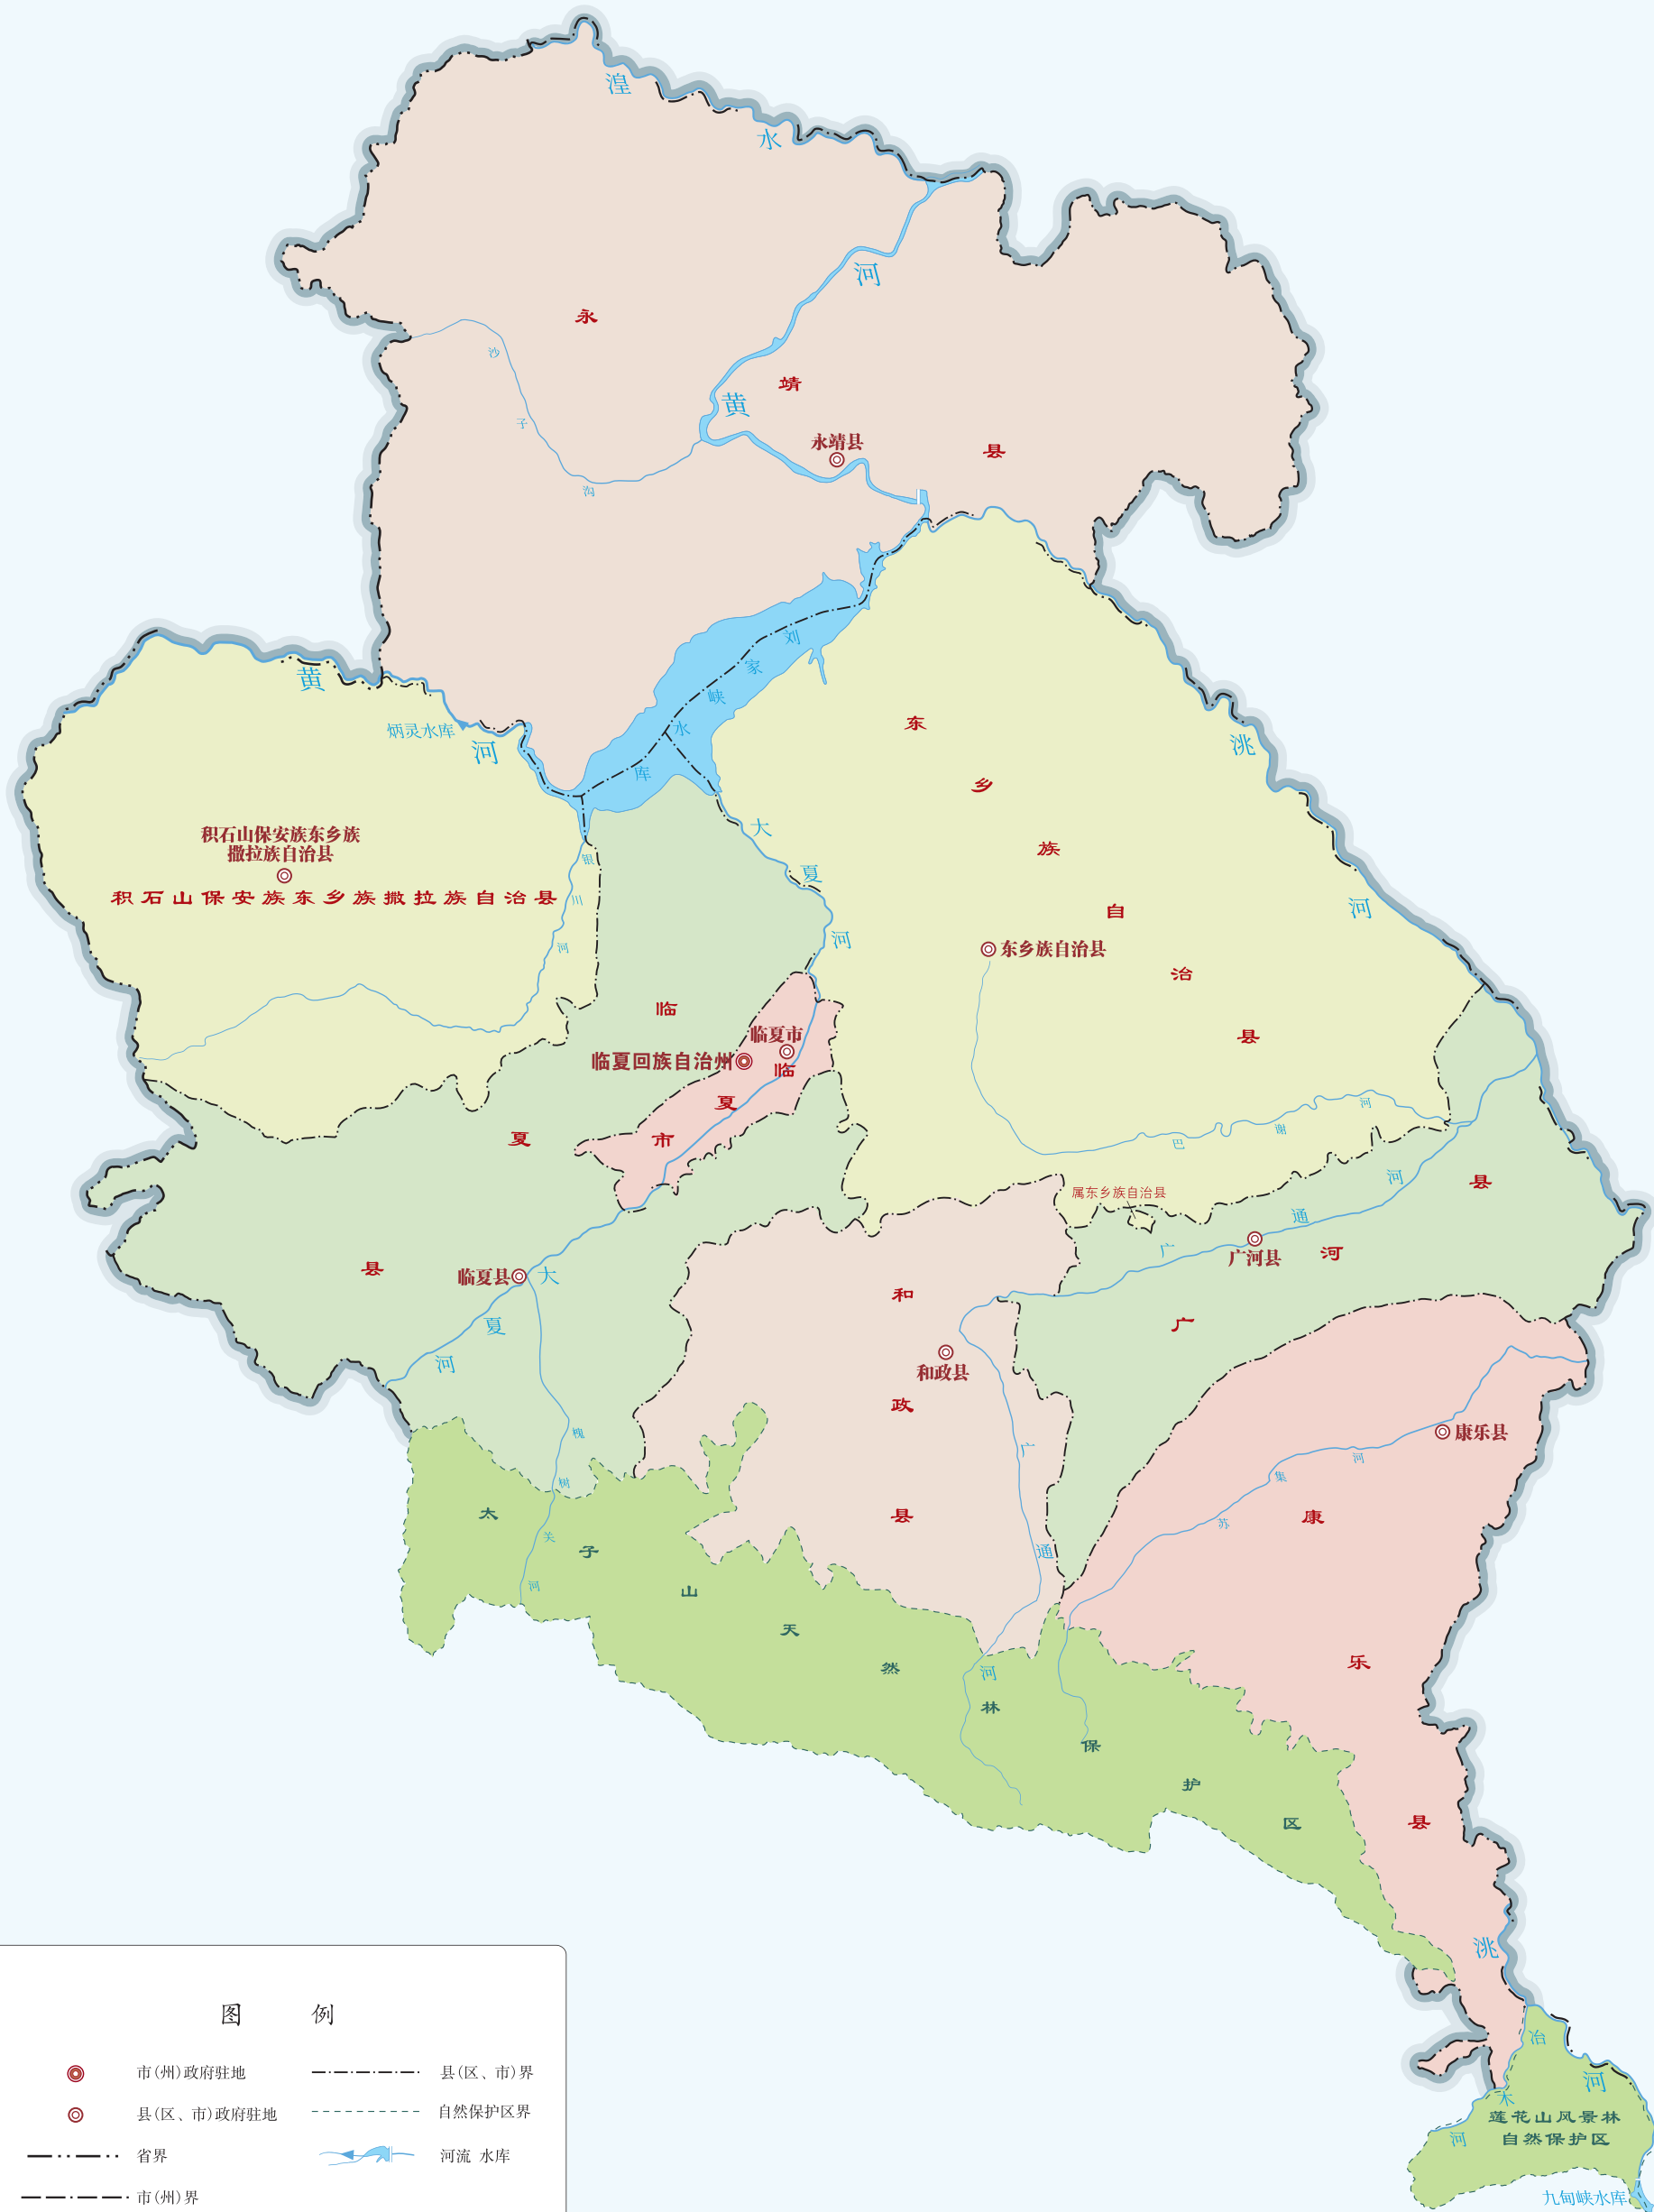 湟水
黄河
永靖县
沙子沟
永靖县
黄河
炳灵水库
刘家峡水库
洮河
东乡族自治县
积石山保安族东乡族
撒拉族自治县
积石山保安族东乡族撒拉族自治县
银川河
大夏河
东乡族自治县
临夏县
临夏市
临夏回族自治州
临夏市
巴谢河
属东乡族自治县
广通河
广河县
广河县
临夏县
大夏河
和政县
和政县
康乐县
槐树关河
广通河
苏集河
康乐县
太子山天然林保护区
洮河
冶木河
莲花山风景林
自然保护区
九甸峡水库
图 例
市(州)政府驻地
县(区、市)政府驻地
省界
市(州)界
县(区、市)界
自然保护区界
河流 水库